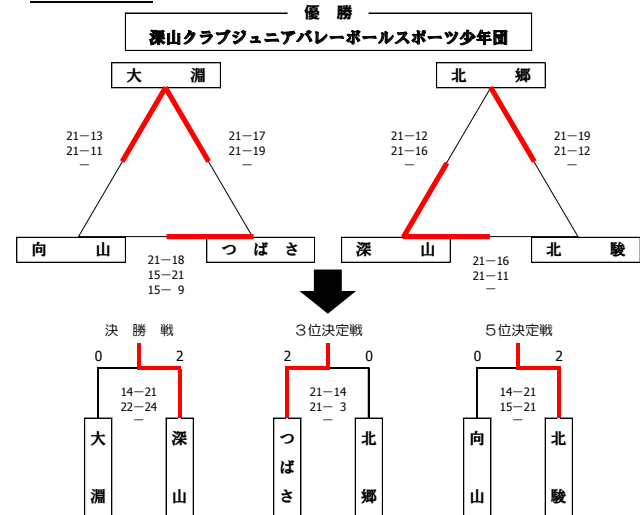 優 勝
深山クラブジュニアバレーボールスポーツ少年団
大 淵
北 郷
21－13
21－11
－
21－17
21－19
－
21－12
21－16
－
21－19
21－12
－
向 山
つ ば さ
深 山
北 駿
21－18
15－21
15－ 9
21－16
21－11
－
決 勝 戦
0 2
14－21
22－24
－
大 淵
深 山
3位決定戦
2 0
21－14
21－ 3
－
つ ば さ
北 郷
5位決定戦
0 2
14－21
15－21
－
向 山
北 駿